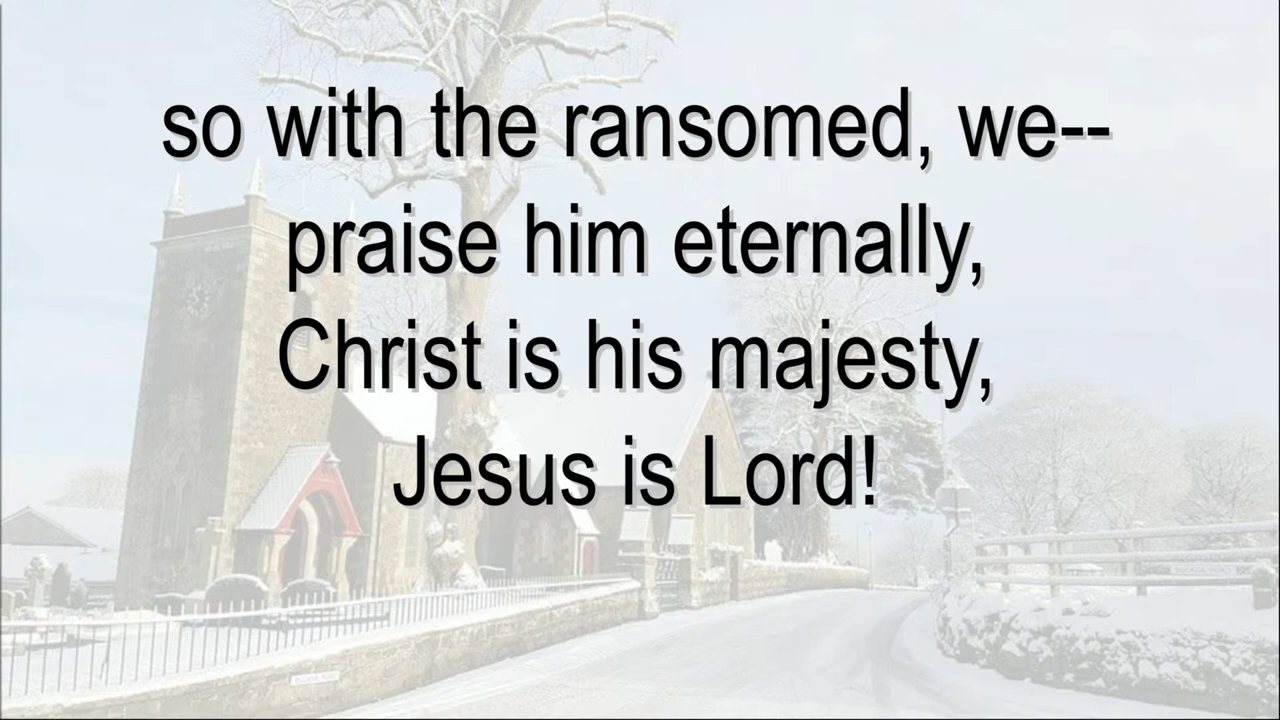 so with the ransomed, we--
praise him eternally,
Christ is his majesty,
Jesus is Lord!